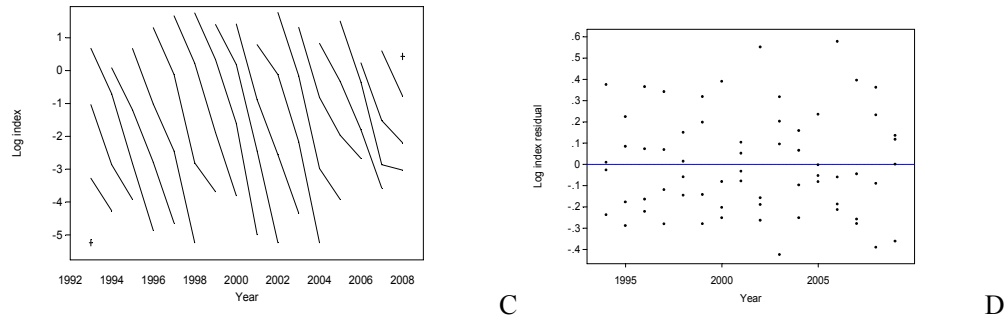 1
0
-1
-2
-3
-4
-5
Log index
1992 1994 1996 1998 2000 2002 2004 2006 2008
Year
C
.6
.5
.4
.3
.2
.1
0
-.1
-.2
-.3
-.4
Log index residual
1995 2000 2005
Year
D